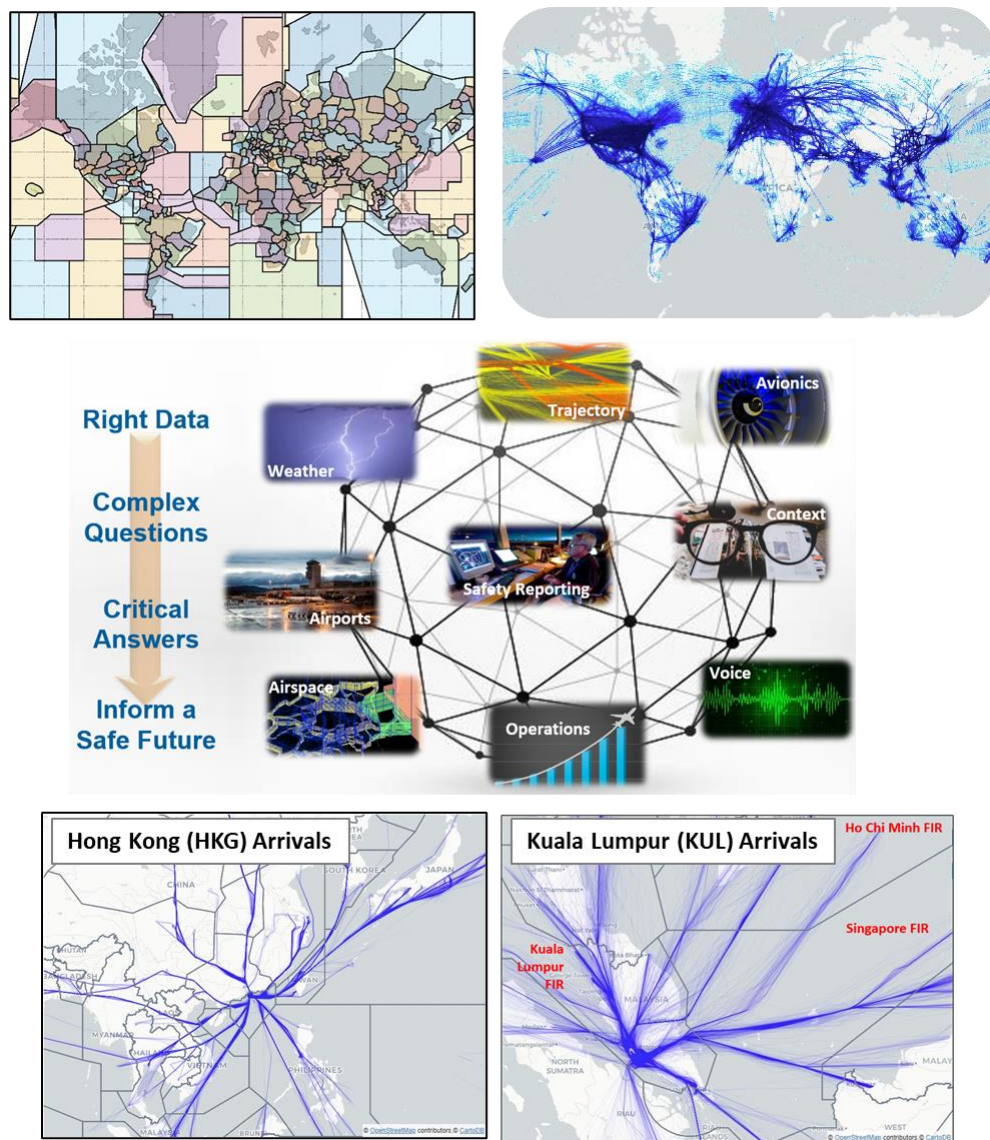 Right Data
Complex
Questions
Critical
Answers
Inform a
Safe Future
Weather
Trajectory
Avionics
Context
Safety Reporting
Airports
Airspace
Operations
Voice
Hong Kong (HKG) Arrivals
SOUTH KOREA
JAPAN
CHINA
BANGLADESH
MYANMAR
THAILAND
VIETNAM
PHILIPPINES
MALAYSIA
BRUNEI
© OpenStreetMap contributors © CartoDB
Kuala Lumpur (KUL) Arrivals
Ho Chi Minh FIR
Singapore FIR
Kuala
Lumpur
FIR
MALAYSIA
NORTH
SUMATRA
RIAU
RIAU
ISLANDS
WEST
© OpenStreetMap contributors © CartoDB